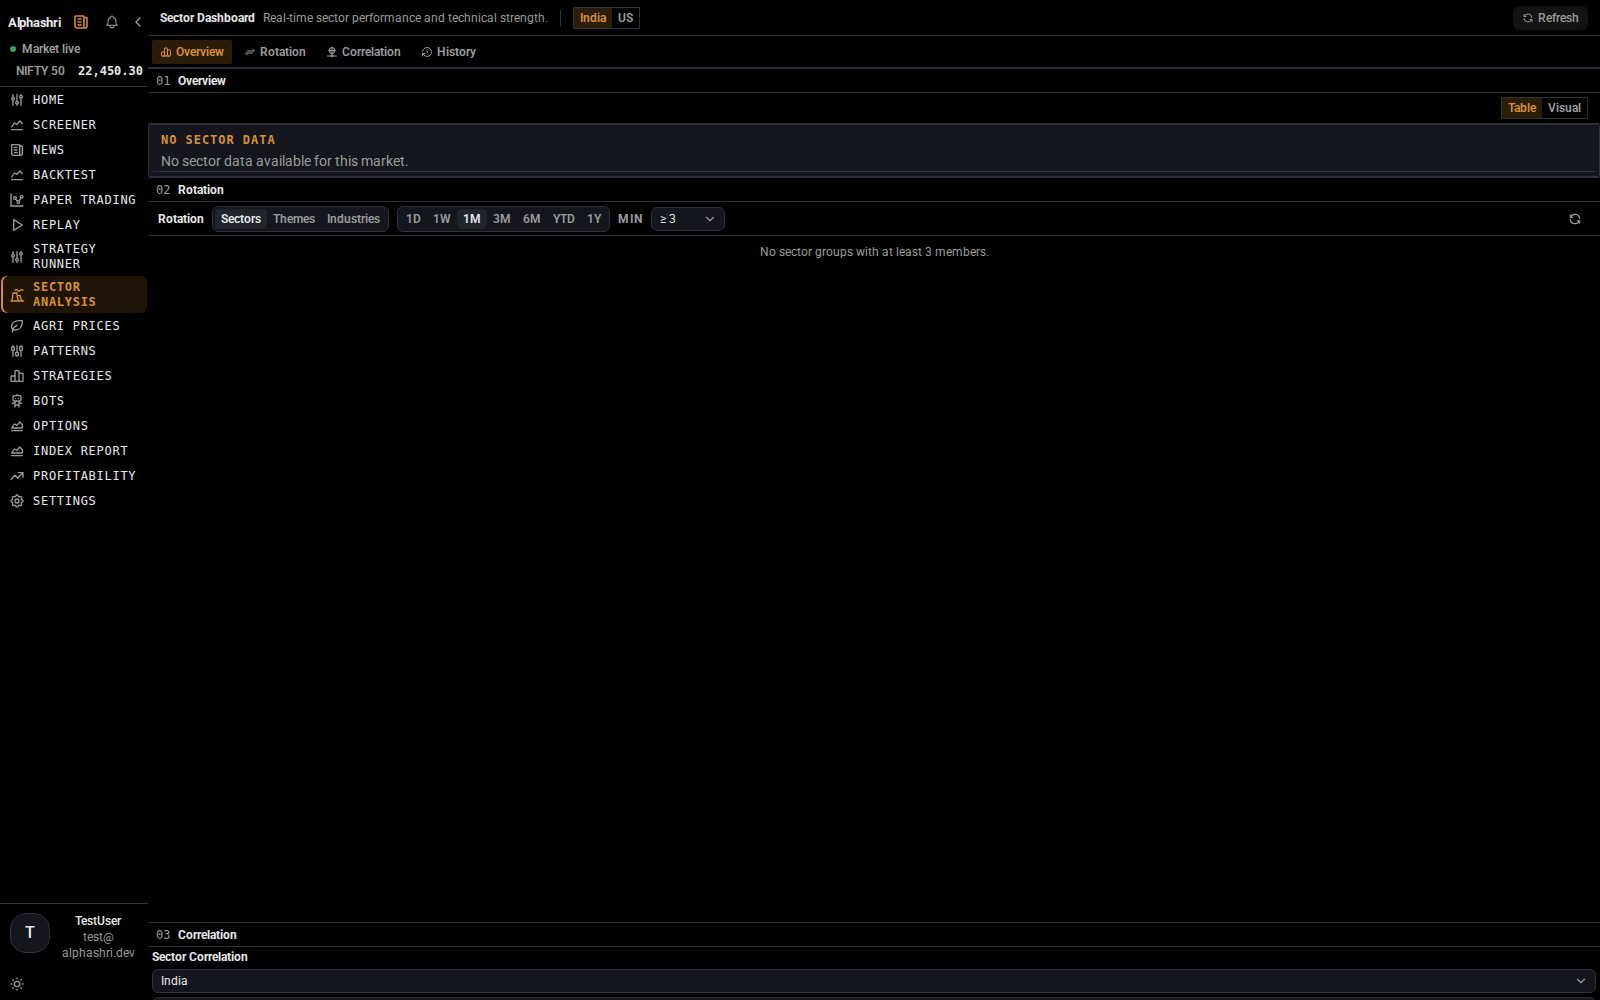 Alphashri
Market live
NIFTY 50 22,450.30
HOME
SCREENER
NEWS
BACKTEST
PAPER TRADING
REPLAY
STRATEGY
RUNNER
SECTOR
ANALYSIS
AGRI PRICES
PATTERNS
STRATEGIES
BOTS
OPTIONS
INDEX REPORT
PROFITABILITY
SETTINGS
T
TestUser
test@
alphashri.dev
Sector Dashboard Real-time sector performance and technical strength. India US Refresh
Overview Rotation Correlation History
01 Overview
Table Visual
NO SECTOR DATA
No sector data available for this market.
02 Rotation
Rotation Sectors Themes Industries 1D 1W 1M 3M 6M YTD 1Y MIN ≥ 3
No sector groups with at least 3 members.
03 Correlation
Sector Correlation
India